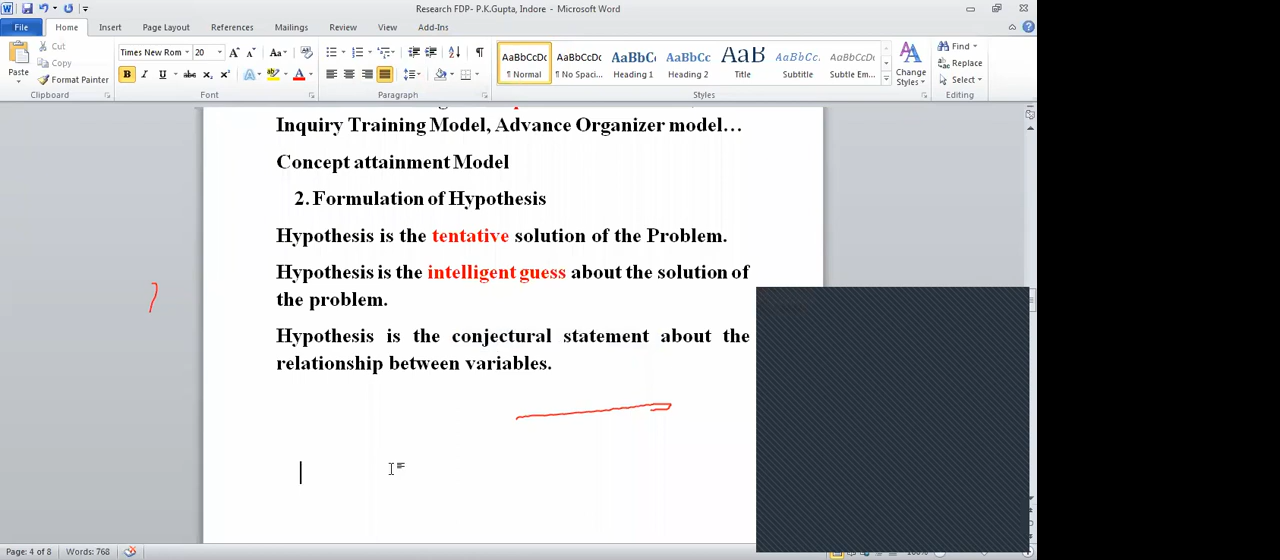 Research FDP- P.K.Gupta, Indore - Microsoft Word
File Home Insert Page Layout References Mailings Review View Add-Ins
Cut
Copy
Format Painter
Paste
Clipboard
Times New Rom 20
Font
Paragraph
AaBbCcDc AaBbCcDc AaBbC AaBbCc AaB AaBbCc. AaBbCcDc
¶ Normal ¶ No Spaci... Heading 1 Heading 2 Title Subtitle Subtle Em...
Change
Styles
Styles
Find
Replace
Select
Editing
Inquiry Training Model, Advance Organizer model…
Concept attainment Model
2. Formulation of Hypothesis
Hypothesis is the tentative solution of the Problem.
Hypothesis is the intelligent guess about the solution of
the problem.
Hypothesis is the conjectural statement about the
relationship between variables.
Page: 4 of 8 Words: 768